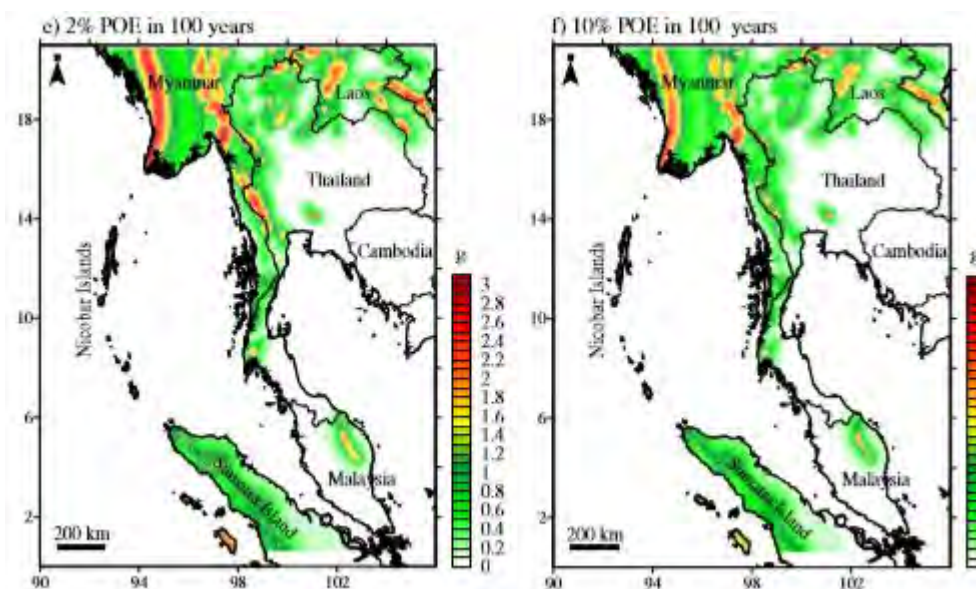 e) 2% POE in 100 years
N
Myanmar
Laos
Thailand
Cambodia
Nicobar Islands
Sumatra Island
Malaysia
200 km
18
14
10
6
2
90
94
98
102
g
3
2.8
2.6
2.4
2.2
2
1.8
1.6
1.4
1.2
1
0.8
0.6
0.4
0.2
0
f) 10% POE in 100 years
N
Myanmar
Laos
Thailand
Cambodia
Nicobar Islands
Sumatra Island
Malaysia
200 km
18
14
10
6
2
90
94
98
102
g